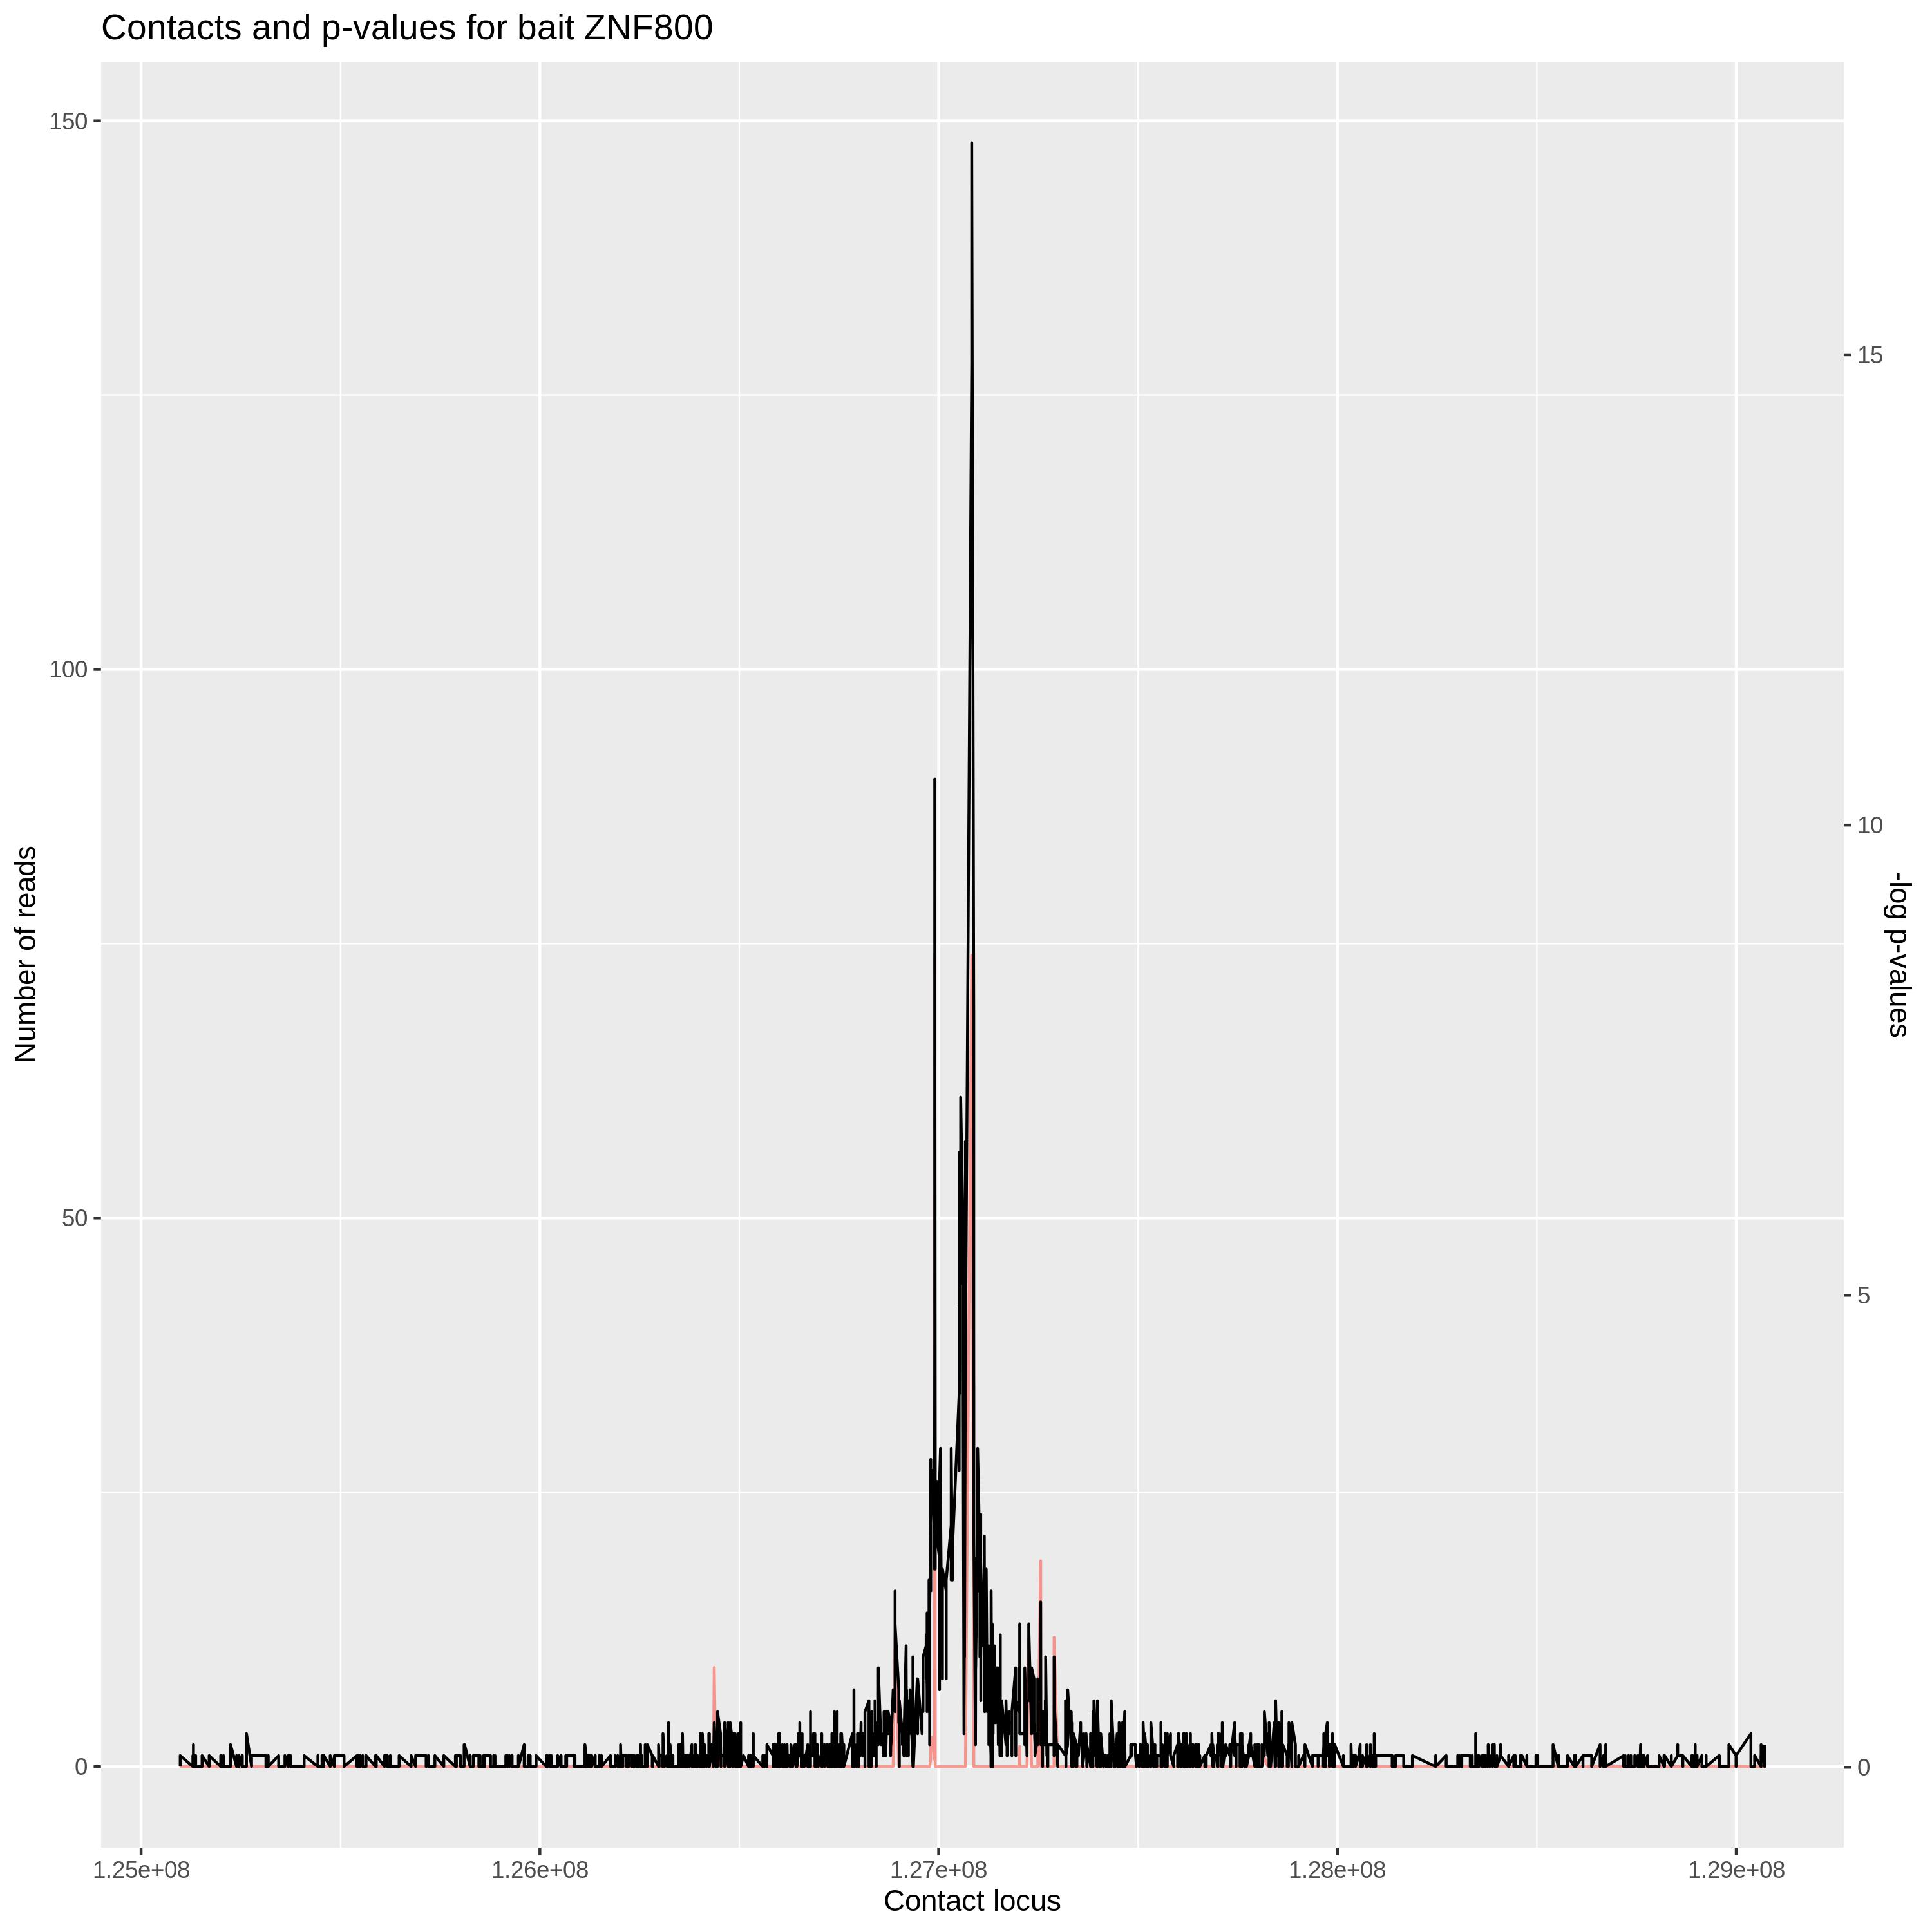 Contacts and p-values for bait ZNF800
150
100
50
0
Number of reads
15
10
5
0
-log p-values
1.25e+08
1.26e+08
1.27e+08
1.28e+08
1.29e+08
Contact locus